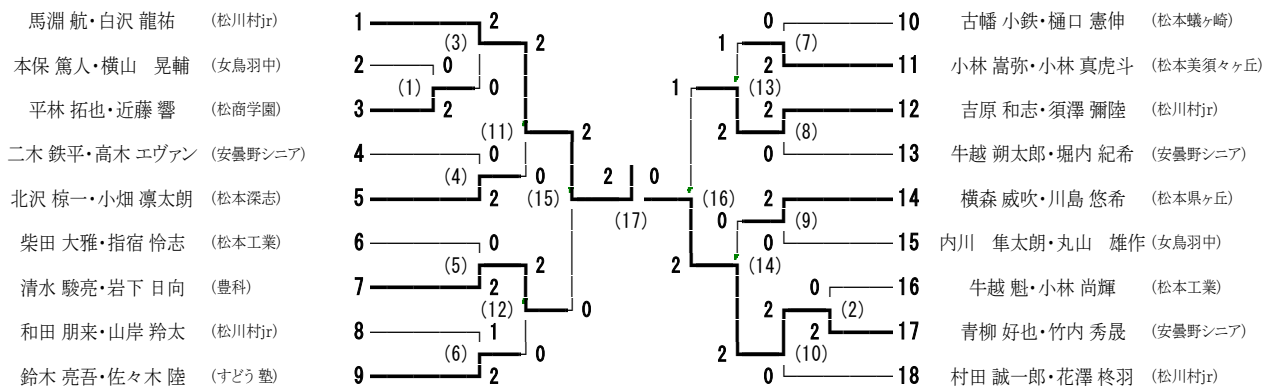 馬淵 航・白沢 龍祐 (松川村jr) 1
本保 篤人・横山 晃輔 (女鳥羽中) 2
平林 拓也・近藤 響 (松商学園) 3
二木 鉄平・高木 エヴァン (安曇野シニア) 4
北沢 椋一・小畑 凛太朗 (松本深志) 5
柴田 大雅・指宿 怜志 (松本工業) 6
清水 駿亮・岩下 日向 (豊科) 7
和田 朋来・山岸 羚太 (松川村jr) 8
鈴木 亮吾・佐々木 陸 (すどう塾) 9
2
(3)
2
0
(1)
0
2
(11)
2
0
(4)
0
2
(15)
0
(5)
2
2
(12)
0
1
(6)
0
2
2 0
(17)
0
1
(7)
2
1
(13)
2
2
(8)
0
(16)
2
0
(9)
0
2
(14)
0
2
(2)
2
2
(10)
0
10 古幡 小鉄・樋口 憲伸 (松本蟻ヶ崎)
11 小林 嵩弥・小林 真虎斗 (松本美須々ヶ丘)
12 吉原 和志・須澤 彌陸 (松川村jr)
13 牛越 朔太郎・堀内 紀希 (安曇野シニア)
14 横森 威吹・川島 悠希 (松本県ヶ丘)
15 内川 隼太朗・丸山 雄作 (女鳥羽中)
16 牛越 魁・小林 尚輝 (松本工業)
17 青柳 好也・竹内 秀晟 (安曇野シニア)
18 村田 誠一郎・花澤 柊羽 (松川村jr)